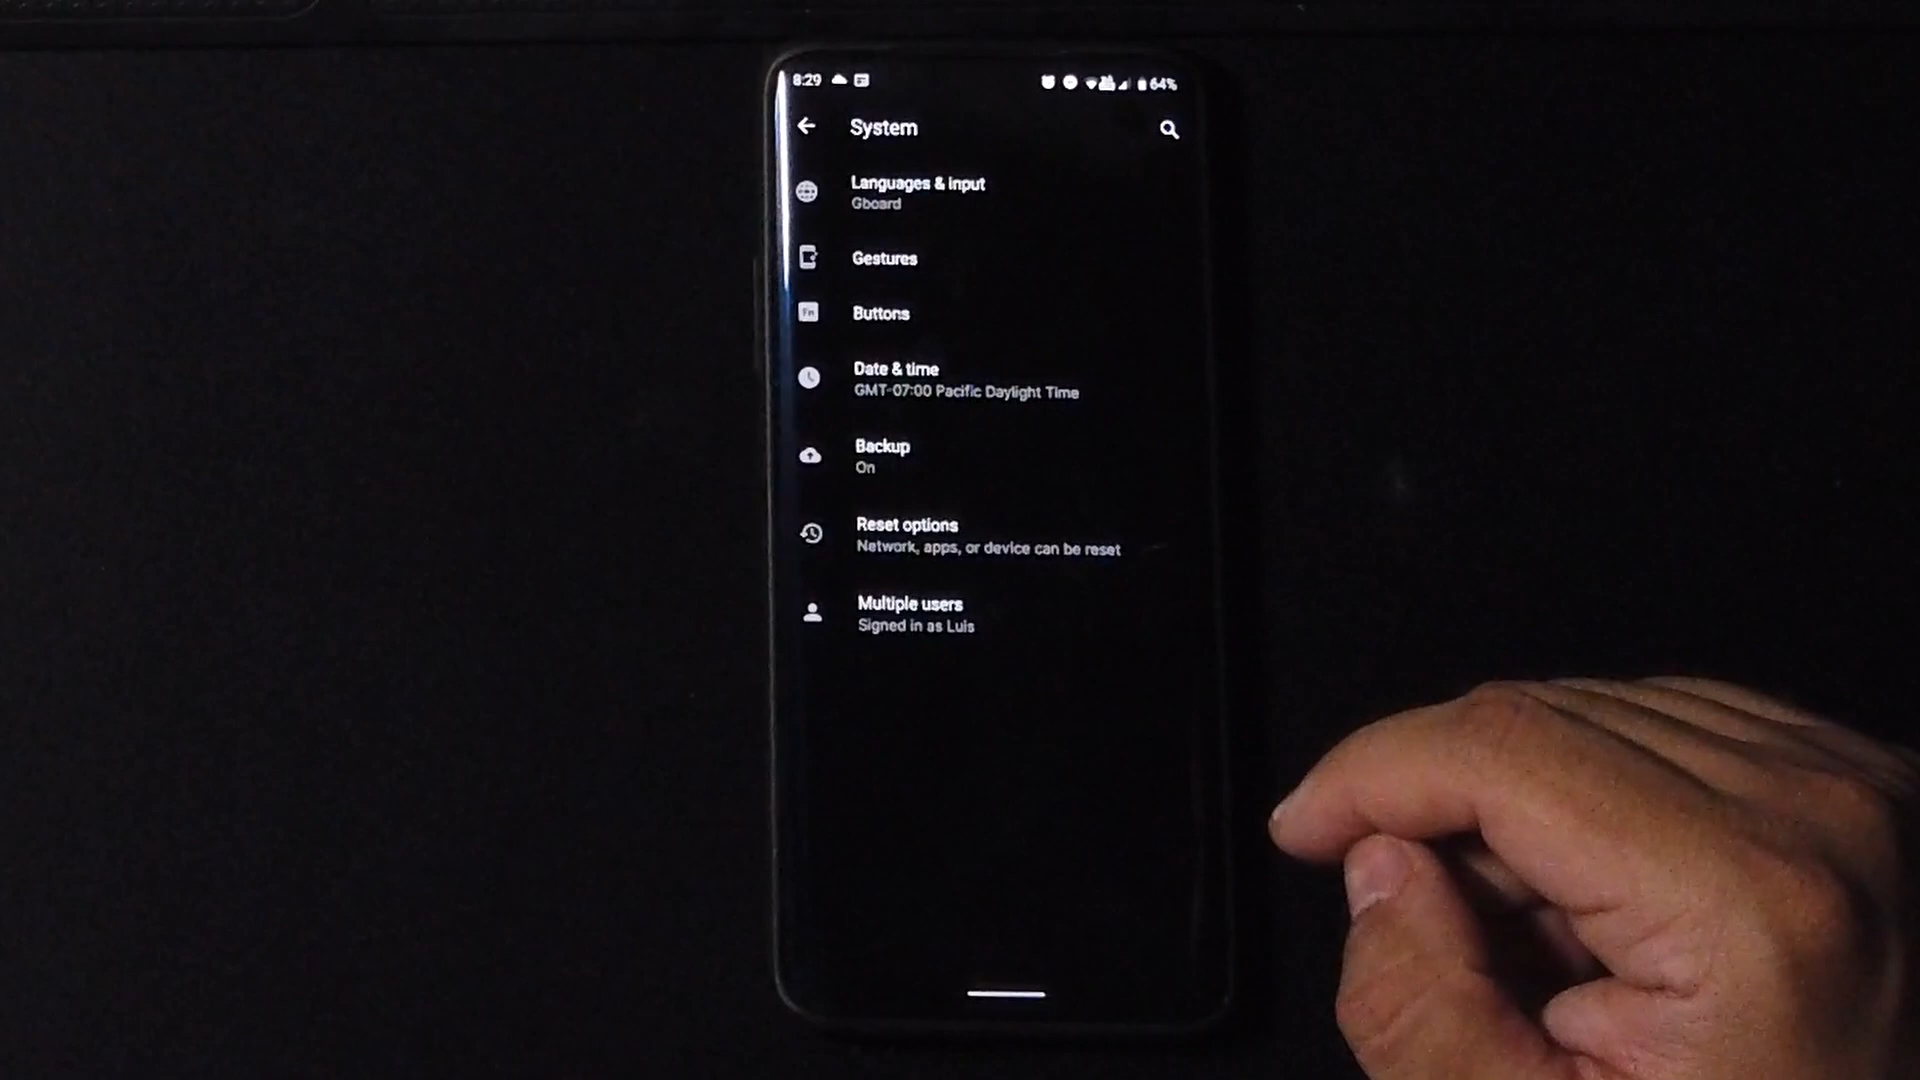 8:29
64%
System
Languages & input
Gboard
Gestures
Fn
Buttons
Date & time
GMT-07:00 Pacific Daylight Time
Backup
On
Reset options
Network, apps, or device can be reset
Multiple users
Signed in as Luis